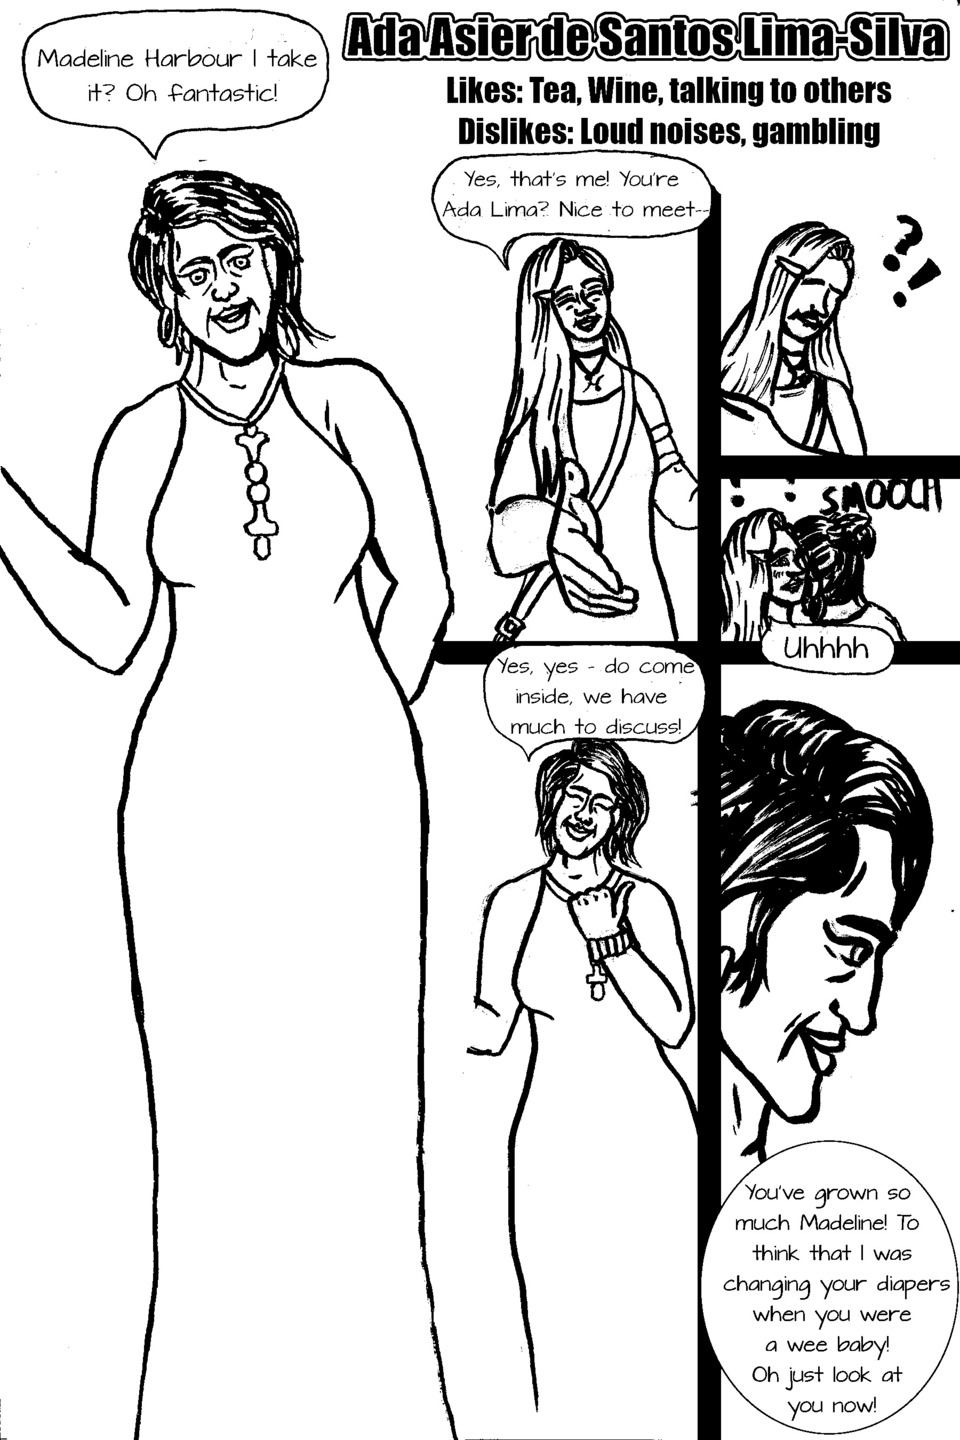 Madeline Harbour I take
it? Oh fantastic!
Ada Asier de Santos Lima-Silva
Likes: Tea, Wine, talking to others
Dislikes: Loud noises, gambling
Yes, that's me! You're
Ada Lima? Nice to meet--
?!
! !
SMOOCH
Uhhhh
Yes, yes - do come
inside, we have
much to discuss!
You've grown so
much Madeline! To
think that I was
changing your diapers
when you were
a wee baby!
Oh just look at
you now!